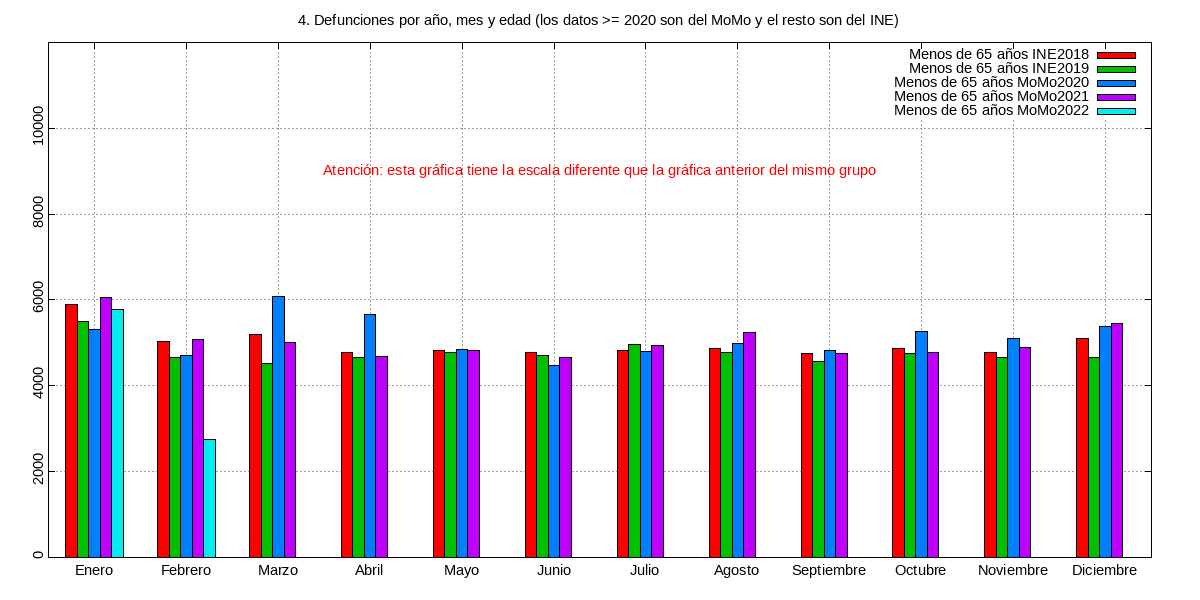 4. Defunciones por año, mes y edad (los datos >= 2020 son del MoMo y el resto son del INE)
Menos de 65 años INE2018
Menos de 65 años INE2019
Menos de 65 años MoMo2020
Menos de 65 años MoMo2021
Menos de 65 años MoMo2022
Atención: esta gráfica tiene la escala diferente que la gráfica anterior del mismo grupo
10000
8000
6000
4000
2000
0
Enero Febrero Marzo Abril Mayo Junio Julio Agosto Septiembre Octubre Noviembre Diciembre